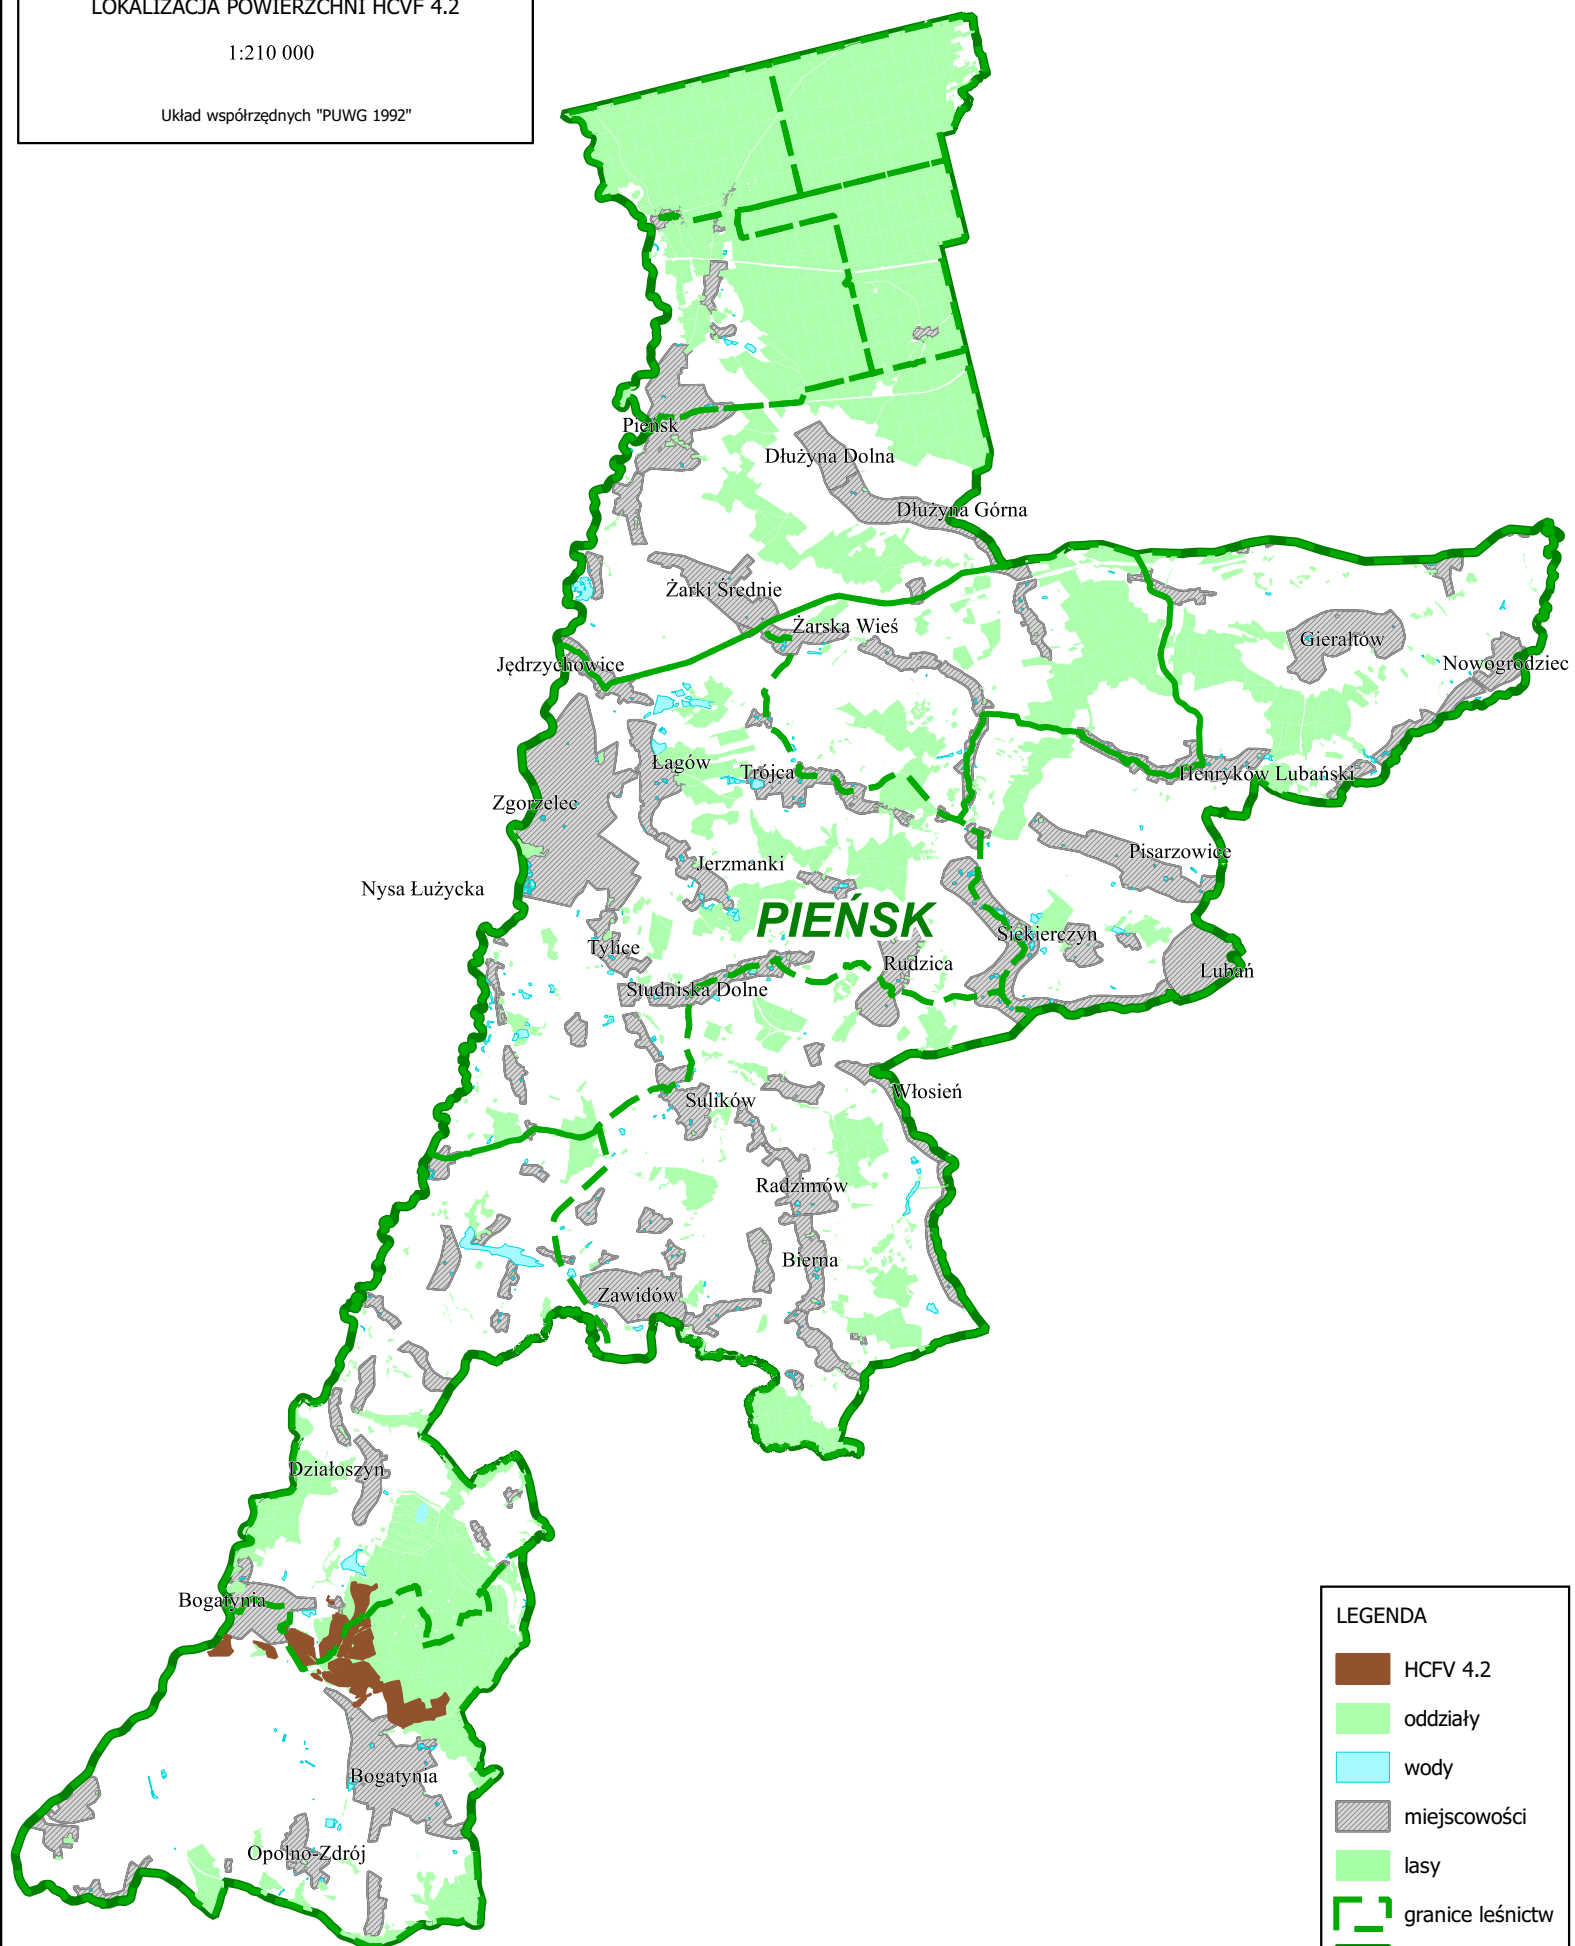 LOKALIZACJA POWIERZCHNI HCVF 4.2
1:210 000
Układ współrzędnych "PUWG 1992"
Pieńsk
Dłużyna Dolna
Dłużyna Górna
Żarki Średnie
Żarska Wieś
Gierałtów
Jędrzychowice
Nowogrodziec
Łagów
Trójca
Henryków Lubański
Zgorzelec
Pisarzowice
Jerzmanki
Nysa Łużycka
PIEŃSK
Siekierczyn
Tylice
Rudzica
Lubań
Studniska Dolne
Włosień
Sulików
Radzimów
Bierna
Zawidów
Działoszyn
Bogatynia
Bogatynia
Opolno-Zdrój
LEGENDA
HCFV 4.2
oddziały
wody
miejscowości
lasy
granice leśnictw